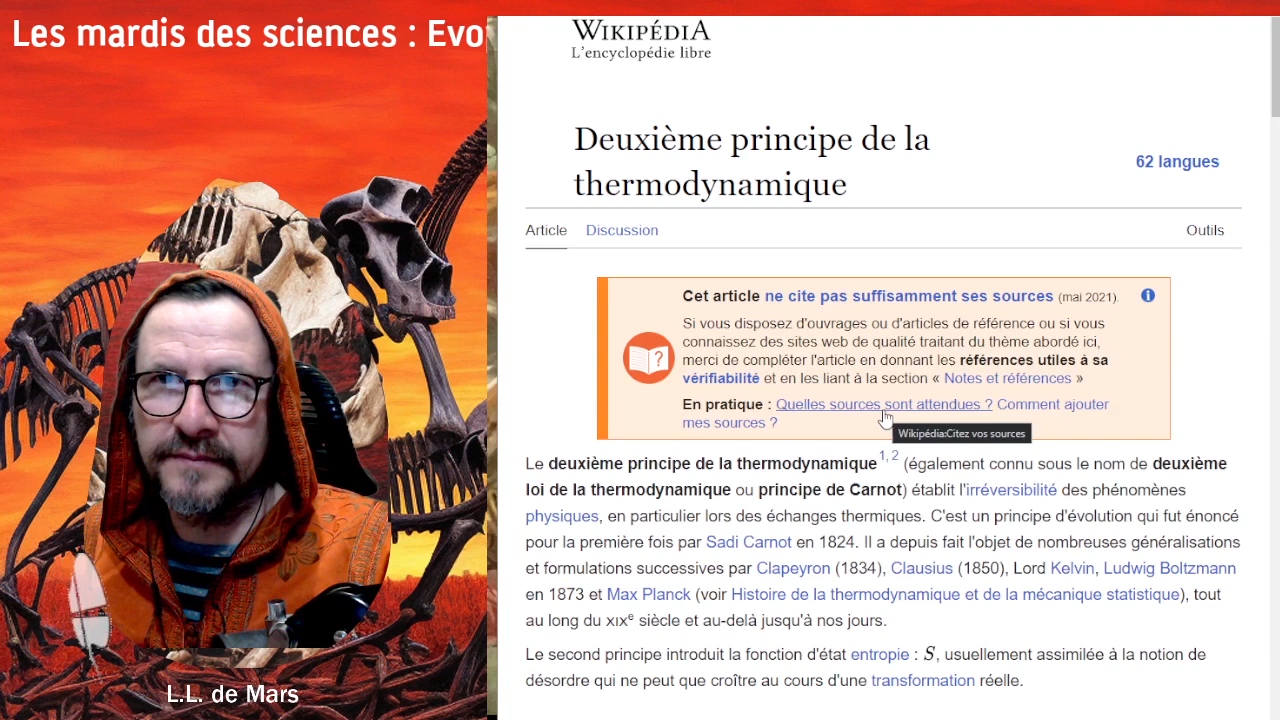 Les mardis des sciences : Evo
WIKIPÉDIA
L'encyclopédie libre
Deuxième principe de la
thermodynamique
62 langues
Article Discussion Outils
Cet article ne cite pas suffisamment ses sources (mai 2021).
Si vous disposez d'ouvrages ou d'articles de référence ou si vous
connaissez des sites web de qualité traitant du thème abordé ici,
merci de compléter l'article en donnant les références utiles à sa
vérifiabilité et en les liant à la section « Notes et références »
En pratique : Quelles sources sont attendues ? Comment ajouter
mes sources ?
Wikipédia:Citez vos sources
Le deuxième principe de la thermodynamique 1, 2 (également connu sous le nom de deuxième
loi de la thermodynamique ou principe de Carnot) établit l'irréversibilité des phénomènes
physiques, en particulier lors des échanges thermiques. C'est un principe d'évolution qui fut énoncé
pour la première fois par Sadi Carnot en 1824. Il a depuis fait l'objet de nombreuses généralisations
et formulations successives par Clapeyron (1834), Clausius (1850), Lord Kelvin, Ludwig Boltzmann
en 1873 et Max Planck (voir Histoire de la thermodynamique et de la mécanique statistique), tout
au long du XIXe siècle et au-delà jusqu'à nos jours.
Le second principe introduit la fonction d'état entropie : S, usuellement assimilée à la notion de
désordre qui ne peut que croître au cours d'une transformation réelle.
L.L. de Mars